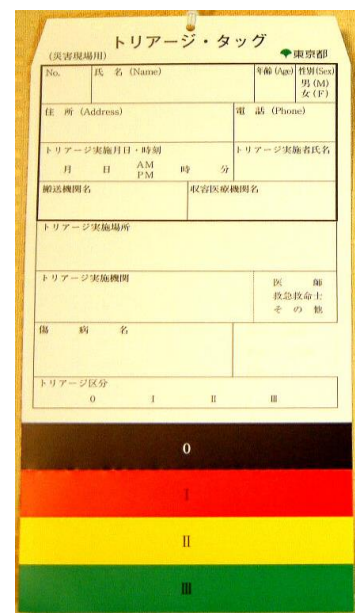 トリアージ・タッグ
(災害現場用) 東京都
No. 氏 名 (Name) 年齢 (Age) 性別(Sex)
男 (M)
女 (F)
住 所 (Address) 電 話 (Phone)
トリアージ実施月日・時刻 トリアージ実施者氏名
月 日 AM 時 分
PM
搬送機関名 収容医療機関名
トリアージ実施場所
トリアージ実施機関 医 師
救急救命士
そ の 他
傷 病 名
トリアージ区分
0 I II III
0
I
II
III